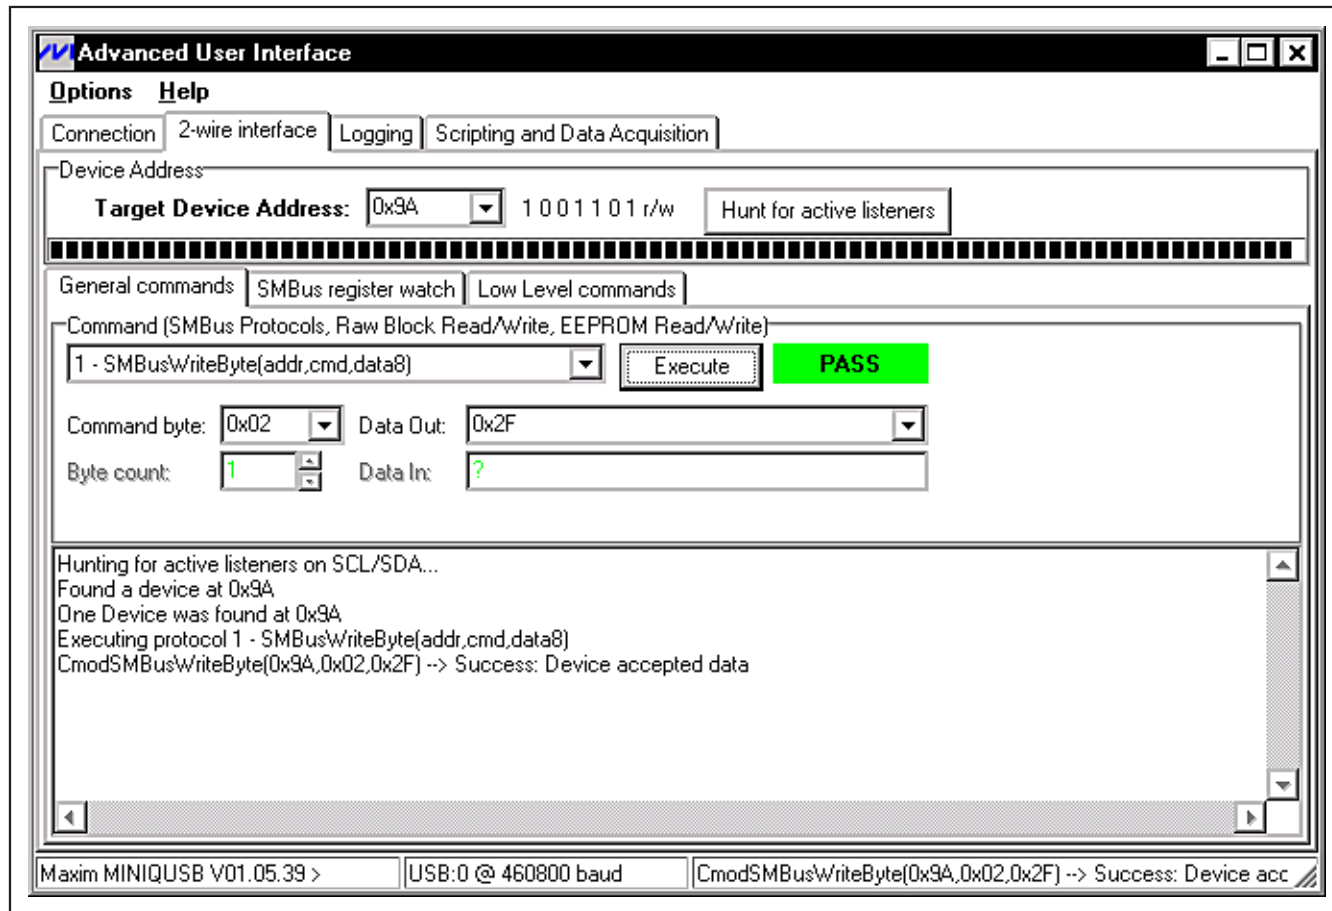 Advanced User Interface
Options Help
Connection 2-wire interface Logging Scripting and Data Acquisition
Device Address
Target Device Address: 0x9A 1 0 0 1 1 0 1 r/w Hunt for active listeners
General commands SMBus register watch Low Level commands
Command (SMBus Protocols, Raw Block Read/Write, EEPROM Read/Write)
1 - SMBusWriteByte(addr,cmd,data8) Execute PASS
Command byte: 0x02 Data Out: 0x2F
Byte count: 1 Data In: ?
Hunting for active listeners on SCL/SDA...
Found a device at 0x9A
One Device was found at 0x9A
Executing protocol 1 - SMBusWriteByte(addr,cmd,data8)
CmodSMBusWriteByte(0x9A,0x02,0x2F) --> Success: Device accepted data
Maxim MINIQUSB V01.05.39 > USB:0 @ 460800 baud CmodSMBusWriteByte(0x9A,0x02,0x2F) --> Success: Device acc